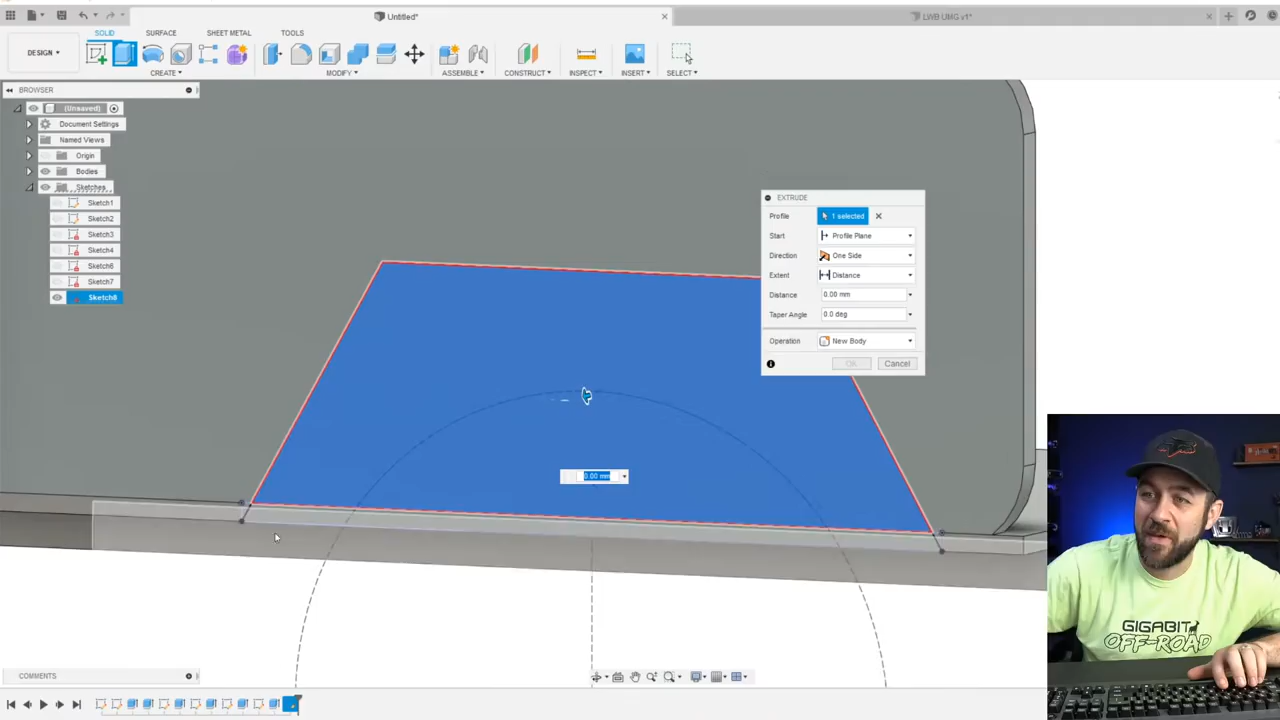 Untitled*
LWB UMG v1*
DESIGN
SOLID
SURFACE
SHEET METAL
TOOLS
CREATE
MODIFY
ASSEMBLE
CONSTRUCT
INSPECT
INSERT
SELECT
BROWSER
(Unsaved)
Document Settings
Named Views
Origin
Bodies
Sketches
Sketch1
Sketch2
Sketch3
Sketch4
Sketch6
Sketch7
Sketch8
EXTRUDE
Profile
1 selected
Start
Profile Plane
Direction
One Side
Extent
Distance
Distance
0.00 mm
Taper Angle
0.0 deg
Operation
New Body
OK
Cancel
0.00 mm
GIGABIT
OFF-ROAD
COMMENTS